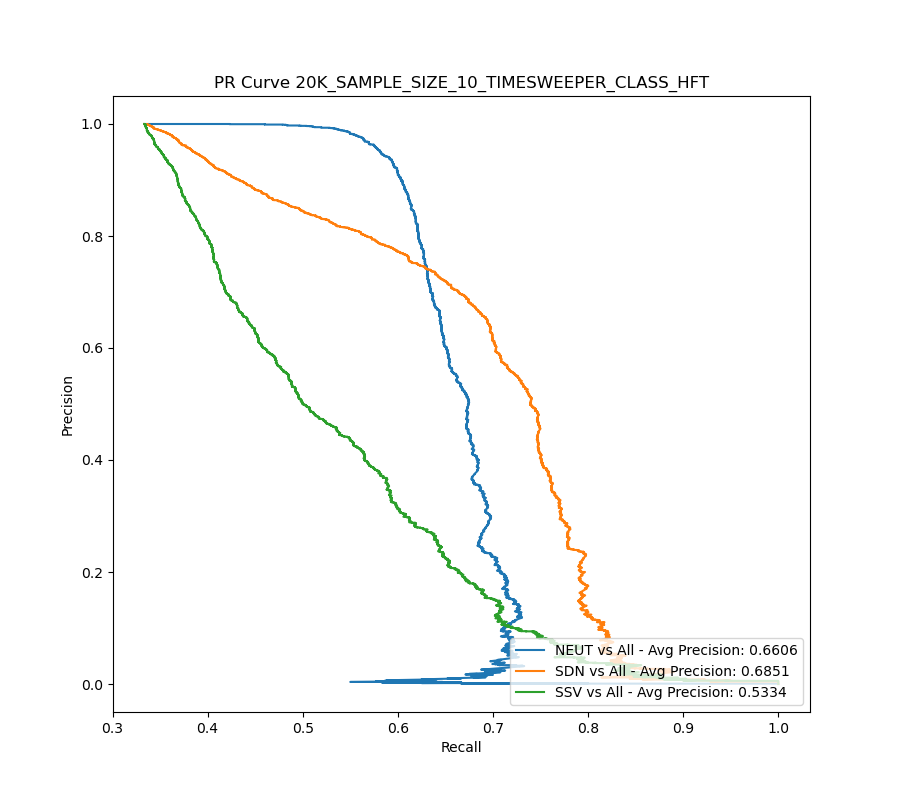 PR Curve 20K_SAMPLE_SIZE_10_TIMESWEEPER_CLASS_HFT
1.0
0.8
0.6
0.4
0.2
0.0
Precision
NEUT vs All - Avg Precision: 0.6606
SDN vs All - Avg Precision: 0.6851
SSV vs All - Avg Precision: 0.5334
0.3 0.4 0.5 0.6 0.7 0.8 0.9 1.0
Recall